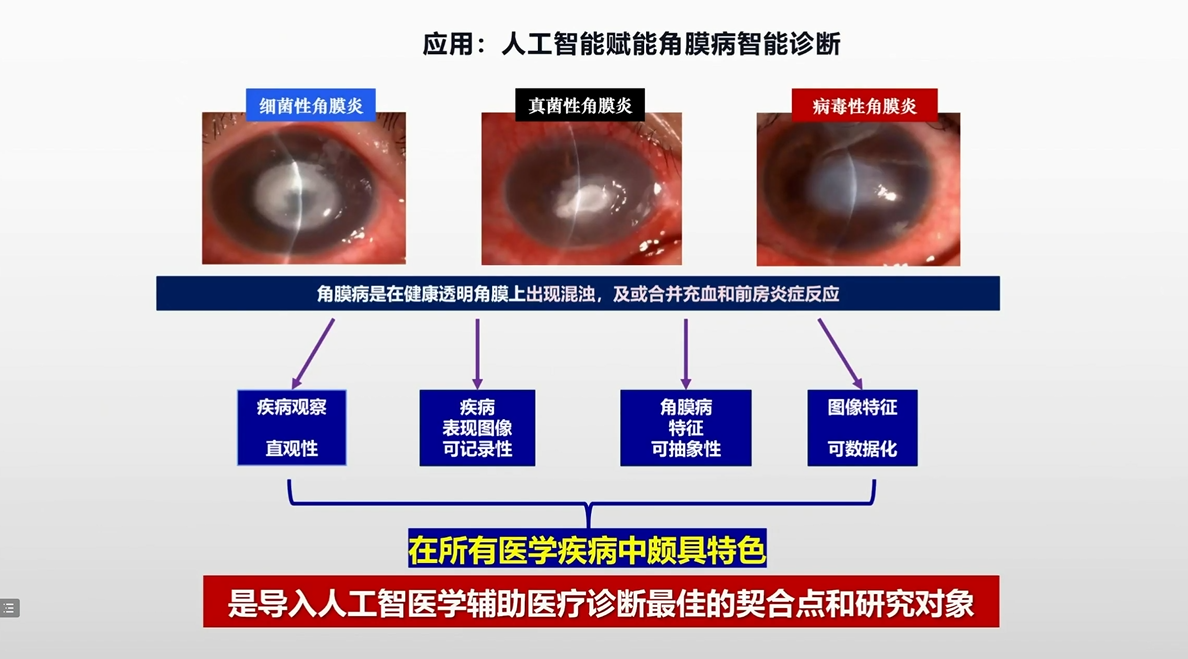 应用：人工智能赋能角膜病智能诊断
细菌性角膜炎
真菌性角膜炎
病毒性角膜炎
角膜病是在健康透明角膜上出现混浊，及或合并充血和前房炎症反应
疾病观察
直观性
疾病
表现图像
可记录性
角膜病
特征
可抽象性
图像特征
可数据化
在所有医学疾病中颇具特色
是导入人工智医学辅助医疗诊断最佳的契合点和研究对象